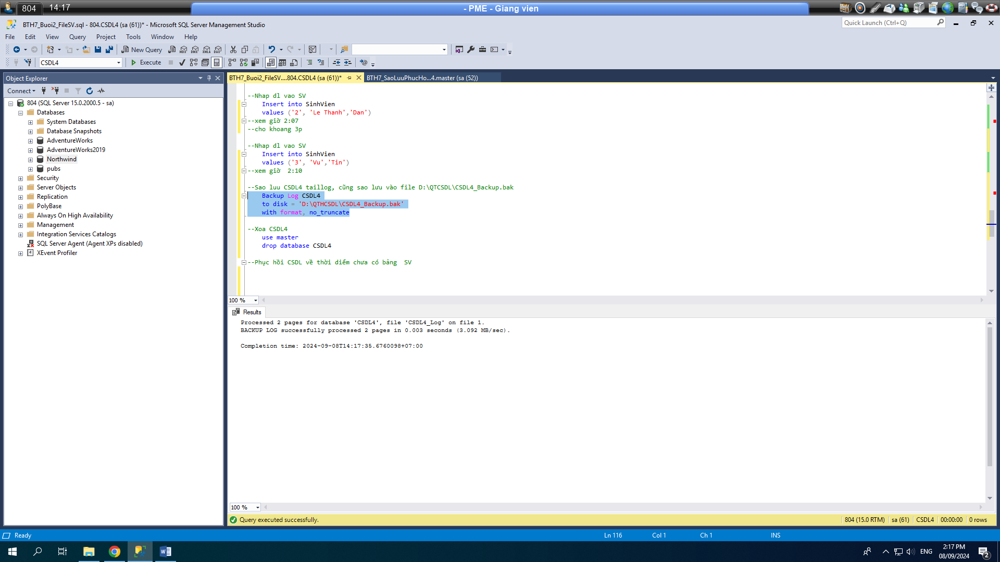 804
14:17
- PME - Giang vien
BTH7_Buoi2_FileSV.sql - 804.CSDL4 (sa (61))* - Microsoft SQL Server Management Studio
Quick Launch (Ctrl+Q)
File Edit View Query Project Tools Window Help
New Query
MDX DMX XMLA DAX
CSDL4
Execute
Object Explorer
Connect
804 (SQL Server 15.0.2000.5 - sa)
Databases
System Databases
Database Snapshots
AdventureWorks
AdventureWorks2019
Northwind
pubs
Security
Server Objects
Replication
PolyBase
Always On High Availability
Management
Integration Services Catalogs
SQL Server Agent (Agent XPs disabled)
XEvent Profiler
BTH7_Buoi2_FileSV....804.CSDL4 (sa (61))*
BTH7_SaoLuuPhucHo...4.master (sa (52))
--Nhap dl vao SV
Insert into SinhVien
values ('2', 'Le Thanh','Dan')
--xem giờ 2:07
--cho khoang 3p
--Nhap dl vao SV
Insert into SinhVien
values ('3', 'Vu','Tin')
--xem giờ  2:10
--Sao luu CSDL4 taillog, cũng sao lưu vào file D:\QTCSDL\CSDL4_Backup.bak
Backup Log CSDL4
to disk = 'D:\QTHCSDL\CSDL4_Backup.bak'
with format, no_truncate
--Xoa CSDL4
use master
drop database CSDL4
--Phục hồi CSDL về thời diểm chưa có bảng  SV
100 %
Results
Processed 2 pages for database 'CSDL4', file 'CSDL4_Log' on file 1.
BACKUP LOG successfully processed 2 pages in 0.003 seconds (3.092 MB/sec).
Completion time: 2024-09-08T14:17:35.6760098+07:00
100 %
Query executed successfully.
804 (15.0 RTM) sa (61) CSDL4 00:00:00 0 rows
Ready
Ln 116 Col 1 Ch 1 INS
ENG
2:17 PM
08/09/2024
2